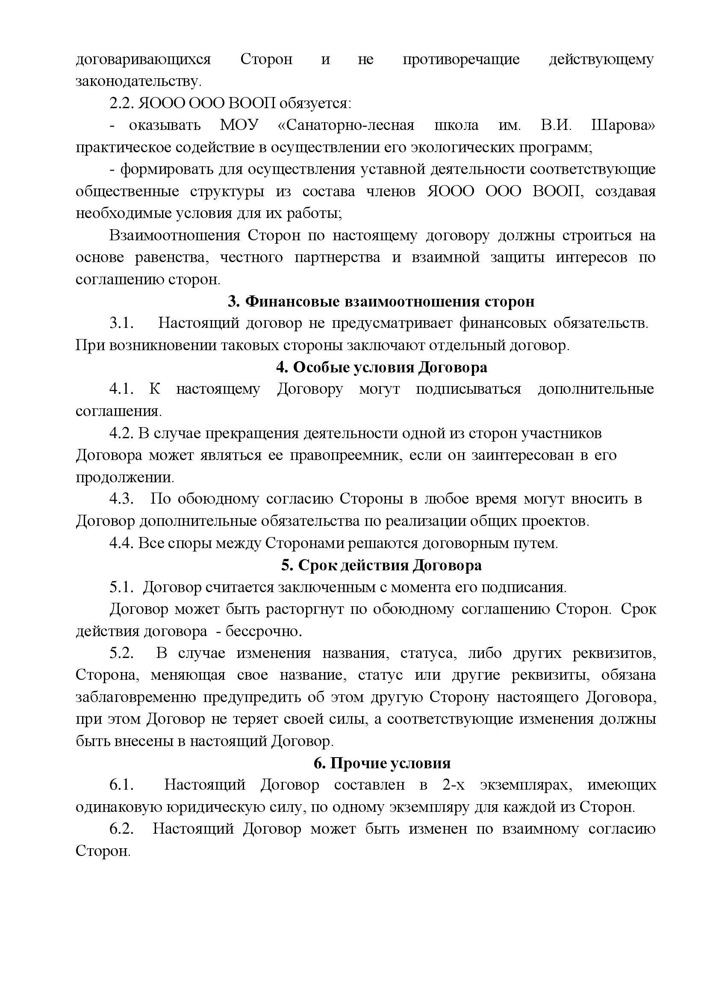 договаривающихся Сторон и не противоречащие действующему
законодательству.
2.2. ЯООО ООО ВООП обязуется:
- оказывать МОУ «Санаторно-лесная школа им. В.И. Шарова»
практическое содействие в осуществлении его экологических программ;
- формировать для осуществления уставной деятельности соответствующие
общественные структуры из состава членов ЯООО ООО ВООП, создавая
необходимые условия для их работы;
Взаимоотношения Сторон по настоящему договору должны строиться на
основе равенства, честного партнерства и взаимной защиты интересов по
соглашению сторон.
3. Финансовые взаимоотношения сторон
3.1. Настоящий договор не предусматривает финансовых обязательств.
При возникновении таковых стороны заключают отдельный договор.
4. Особые условия Договора
4.1. К настоящему Договору могут подписываться дополнительные
соглашения.
4.2. В случае прекращения деятельности одной из сторон участников
Договора может являться ее правопреемник, если он заинтересован в его
продолжении.
4.3. По обоюдному согласию Стороны в любое время могут вносить в
Договор дополнительные обязательства по реализации общих проектов.
4.4. Все споры между Сторонами решаются договорным путем.
5. Срок действия Договора
5.1. Договор считается заключенным с момента его подписания.
Договор может быть расторгнут по обоюдному соглашению Сторон. Срок
действия договора - бессрочно.
5.2. В случае изменения названия, статуса, либо других реквизитов,
Сторона, меняющая свое название, статус или другие реквизиты, обязана
заблаговременно предупредить об этом другую Сторону настоящего Договора,
при этом Договор не теряет своей силы, а соответствующие изменения должны
быть внесены в настоящий Договор.
6. Прочие условия
6.1. Настоящий Договор составлен в 2-х экземплярах, имеющих
одинаковую юридическую силу, по одному экземпляру для каждой из Сторон.
6.2. Настоящий Договор может быть изменен по взаимному согласию
Сторон.